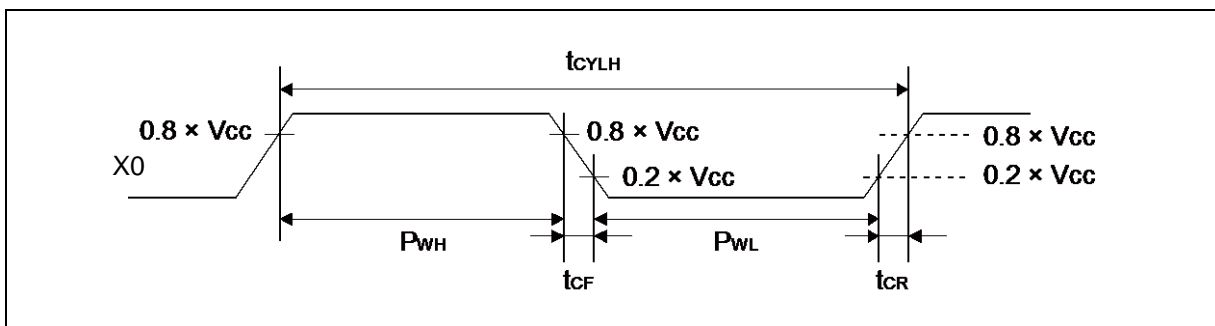 tCYLH
0.8 × VCC
0.8 × VCC
0.8 × VCC
X0
0.2 × VCC
0.2 × VCC
PWH
PWL
tCF
tCR